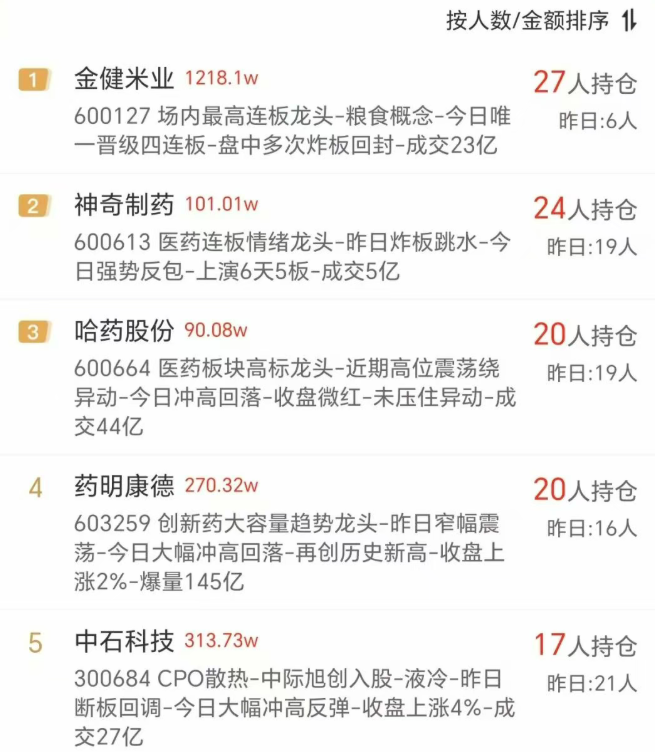 按人数/金额排序
1 金健米业 1218.1w 27人持仓
600127 场内最高连板龙头-粮食概念-今日唯 昨日:6人
一晋级四连板-盘中多次炸板回封-成交23亿
2 神奇制药 101.01w 24人持仓
600613 医药连板情绪龙头-昨日炸板跳水-今 昨日:19人
日强势反包-上演6天5板-成交5亿
3 哈药股份 90.08w 20人持仓
600664 医药板块高标龙头-近期高位震荡绕 昨日:19人
异动-今日冲高回落-收盘微红-未压住异动-成
交44亿
4 药明康德 270.32w 20人持仓
603259 创新药大容量趋势龙头-昨日窄幅震 昨日:16人
荡-今日大幅冲高回落-再创历史新高-收盘上
涨2%-爆量145亿
5 中石科技 313.73w 17人持仓
300684 CPO散热-中际旭创入股-液冷-昨日 昨日:21人
断板回调-今日大幅冲高反弹-收盘上涨4%-成
交27亿